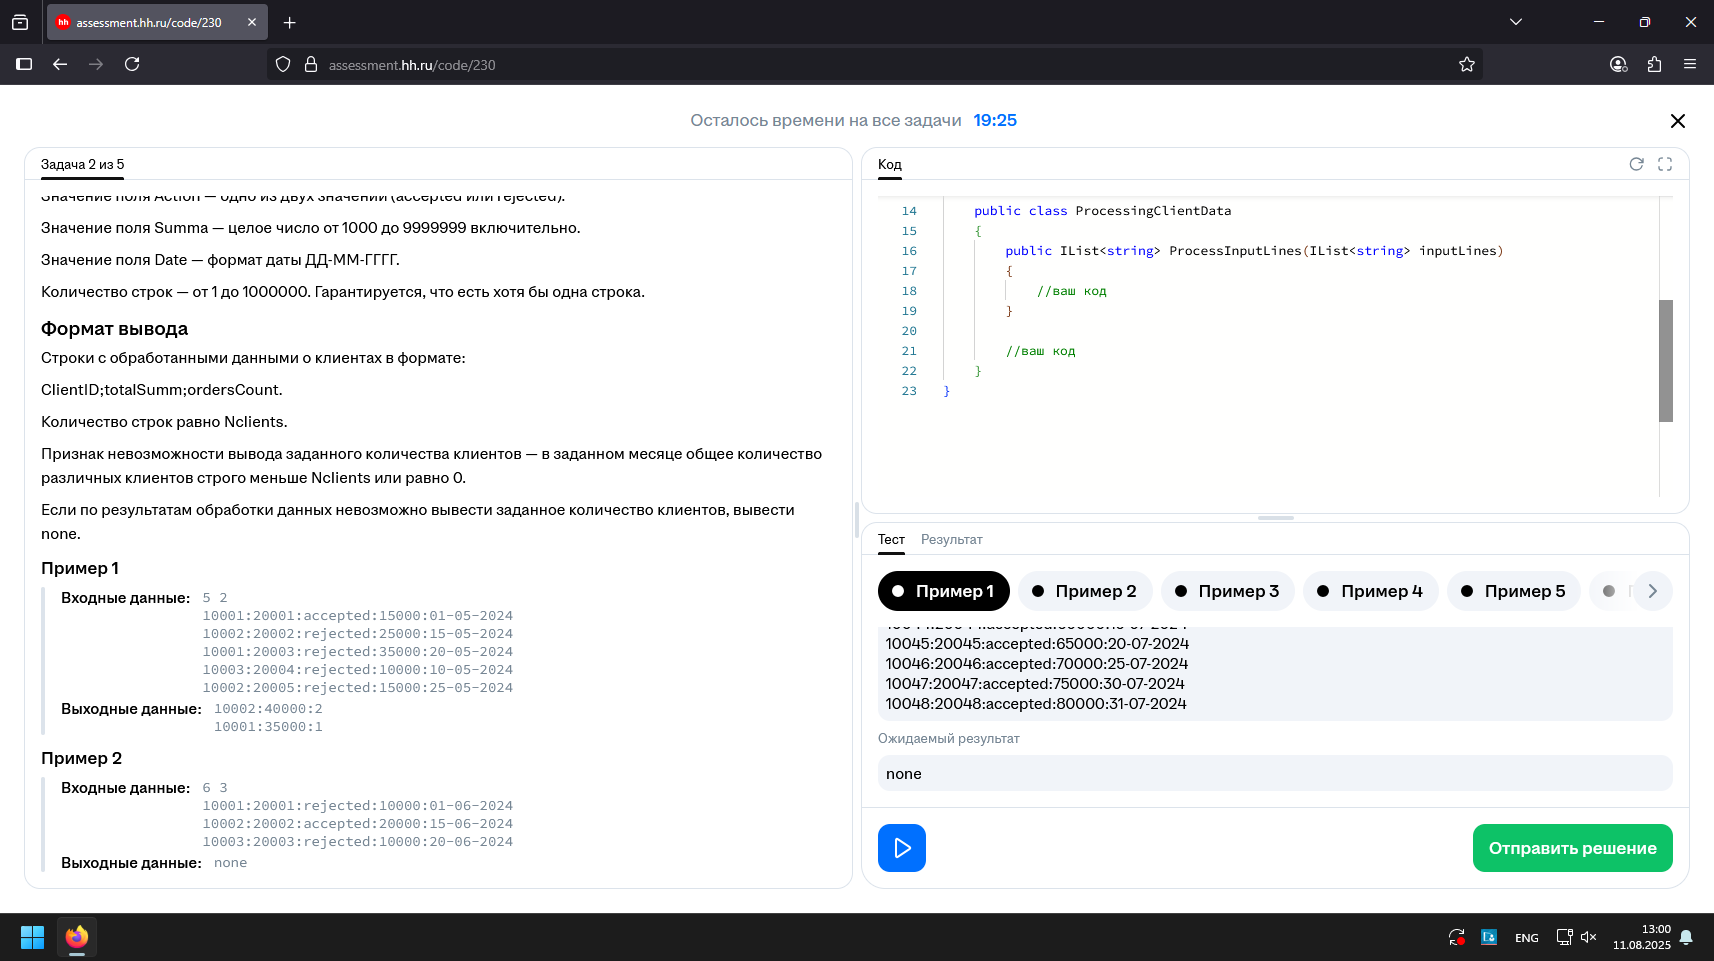 assessment.hh.ru/code/230
assessment.hh.ru/code/230
Осталось времени на все задачи 19:25
Задача 2 из 5
Значение поля Action — одно из двух значений (accepted или rejected).
Значение поля Summa — целое число от 1000 до 9999999 включительно.
Значение поля Date — формат даты ДД-ММ-ГГГГ.
Количество строк — от 1 до 1000000. Гарантируется, что есть хотя бы одна строка.
Формат вывода
Строки с обработанными данными о клиентах в формате:
ClientID;totalSumm;ordersCount.
Количество строк равно Nclients.
Признак невозможности вывода заданного количества клиентов — в заданном месяце общее количество
различных клиентов строго меньше Nclients или равно 0.
Если по результатам обработки данных невозможно вывести заданное количество клиентов, вывести
none.
Пример 1
Входные данные: 5 2
10001:20001:accepted:15000:01-05-2024
10002:20002:rejected:25000:15-05-2024
10001:20003:rejected:35000:20-05-2024
10003:20004:rejected:10000:10-05-2024
10002:20005:rejected:15000:25-05-2024
Выходные данные: 10002:40000:2
10001:35000:1
Пример 2
Входные данные: 6 3
10001:20001:rejected:10000:01-06-2024
10002:20002:accepted:20000:15-06-2024
10003:20003:rejected:10000:20-06-2024
Выходные данные: none
Код
14 public class ProcessingClientData
15 {
16 public IList<string> ProcessInputLines(IList<string> inputLines)
17 {
18 //ваш код
19 }
20
21 //ваш код
22 }
23 }
Тест Результат
Пример 1 Пример 2 Пример 3 Пример 4 Пример 5
10045:20045:accepted:65000:20-07-2024
10046:20046:accepted:70000:25-07-2024
10047:20047:accepted:75000:30-07-2024
10048:20048:accepted:80000:31-07-2024
Ожидаемый результат
none
Отправить решение
ENG
13:00
11.08.2025